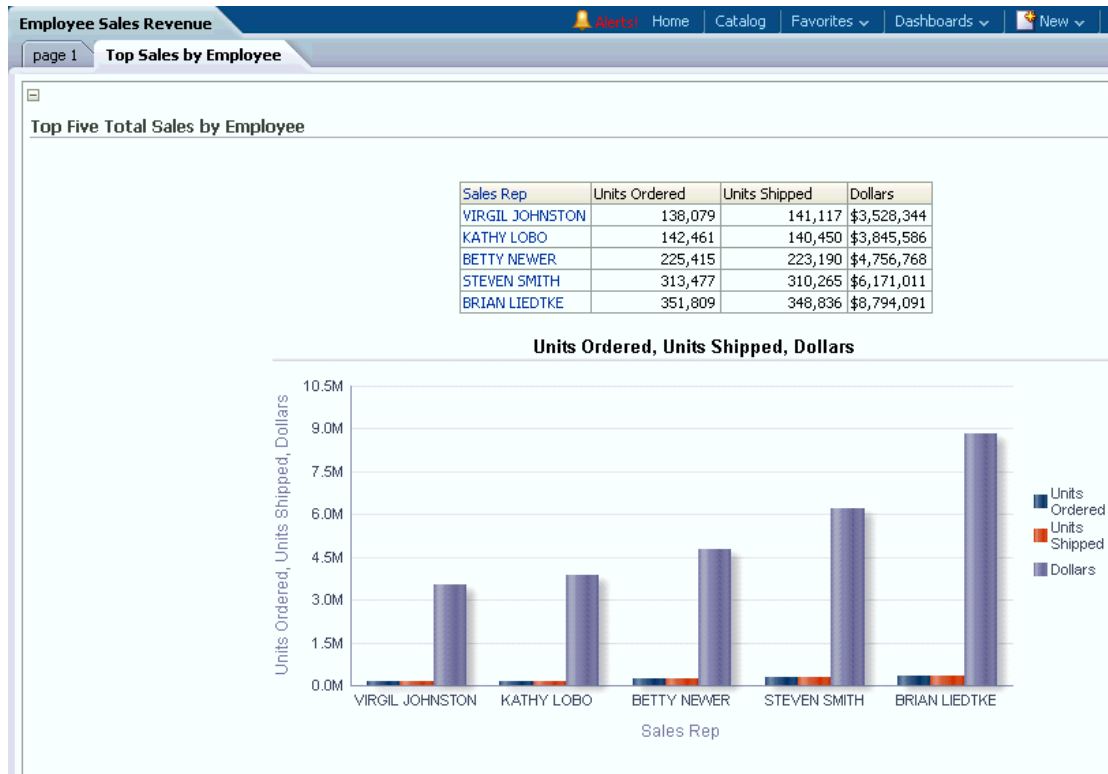 Employee Sales Revenue
Alerts! Home Catalog Favorites Dashboards New
page 1 Top Sales by Employee
Top Five Total Sales by Employee
Sales Rep Units Ordered Units Shipped Dollars
VIRGIL JOHNSTON 138,079 141,117 $3,528,344
KATHY LOBO 142,461 140,450 $3,845,586
BETTY NEWER 225,415 223,190 $4,756,768
STEVEN SMITH 313,477 310,265 $6,171,011
BRIAN LIEDTKE 351,809 348,836 $8,794,091
Units Ordered, Units Shipped, Dollars
Units Ordered, Units Shipped, Dollars
10.5M
9.0M
7.5M
6.0M
4.5M
3.0M
1.5M
0.0M
VIRGIL JOHNSTON KATHY LOBO BETTY NEWER STEVEN SMITH BRIAN LIEDTKE
Sales Rep
Units
Ordered
Units
Shipped
Dollars